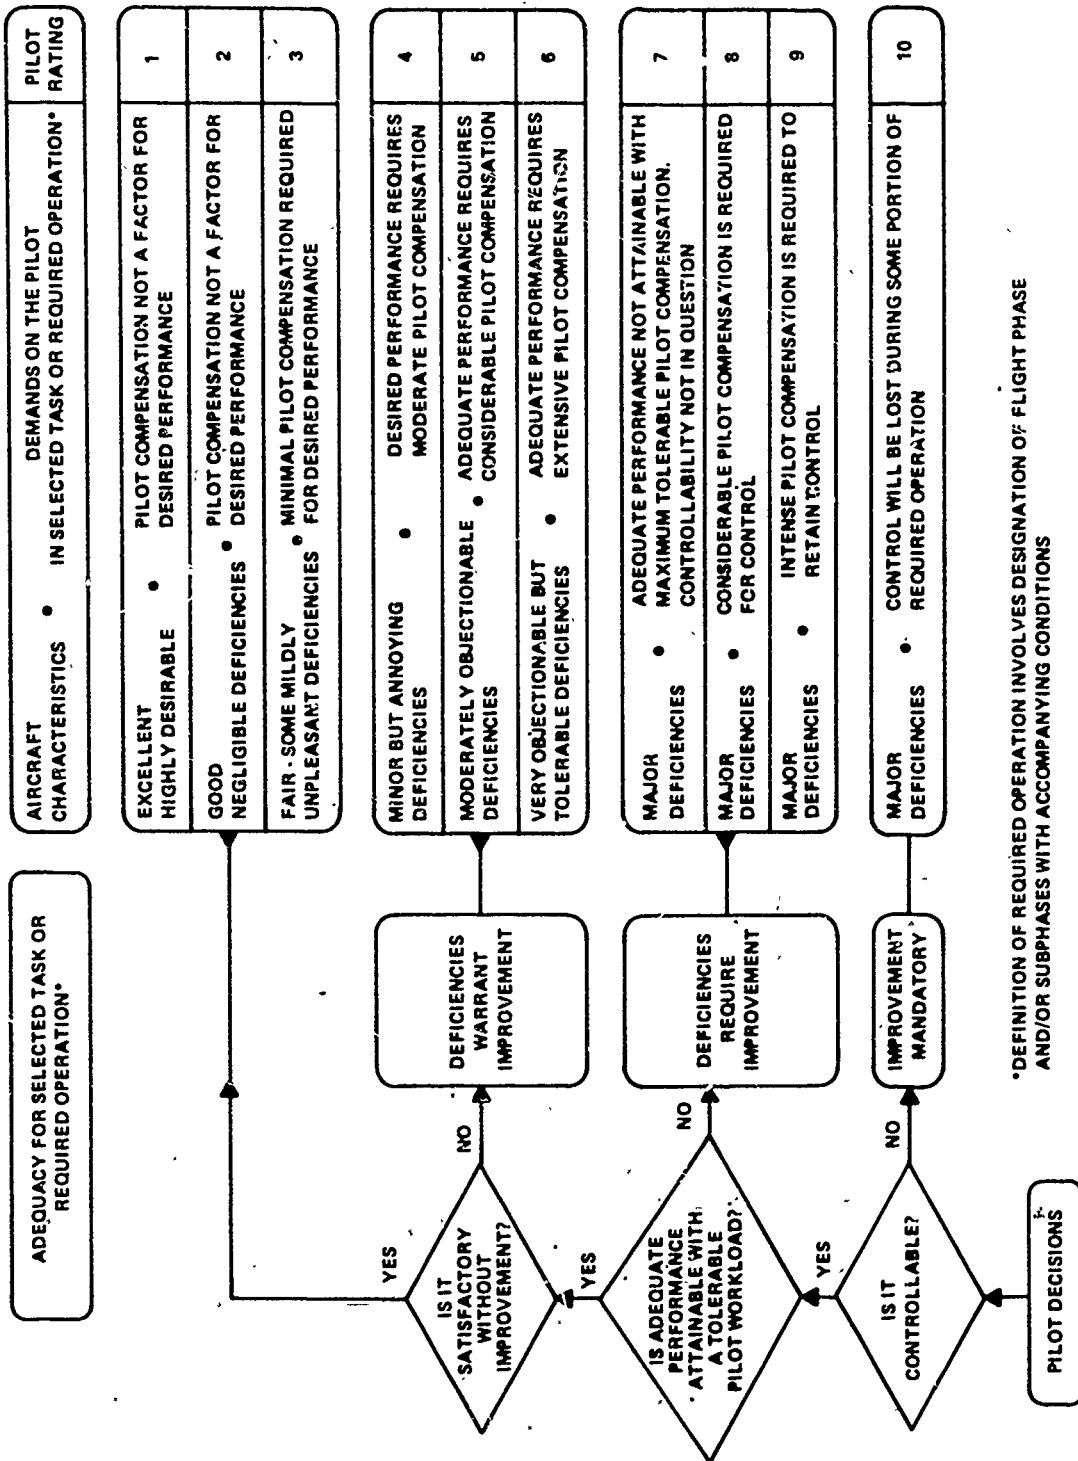 ADEQUACY FOR SELECTED TASK OR
REQUIRED OPERATION*
AIRCRAFT
CHARACTERISTICS
DEMANDS ON THE PILOT
• IN SELECTED TASK OR REQUIRED OPERATION*
PILOT
RATING
EXCELLENT
HIGHLY DESIRABLE
• PILOT COMPENSATION NOT A FACTOR FOR
DESIRED PERFORMANCE
1
GOOD
NEGLIGIBLE DEFICIENCIES
• PILOT COMPENSATION NOT A FACTOR FOR
DESIRED PERFORMANCE
2
FAIR - SOME MILDLY
UNPLEASANT DEFICIENCIES
• MINIMAL PILOT COMPENSATION REQUIRED
FOR DESIRED PERFORMANCE
3
YES
IS IT
SATISFACTORY
WITHOUT
IMPROVEMENT?
NO
DEFICIENCIES
WARRANT
IMPROVEMENT
MINOR BUT ANNOYING
DEFICIENCIES
• DESIRED PERFORMANCE REQUIRES
MODERATE PILOT COMPENSATION
4
MODERATELY OBJECTIONABLE
DEFICIENCIES
• ADEQUATE PERFORMANCE REQUIRES
CONSIDERABLE PILOT COMPENSATION
5
VERY OBJECTIONABLE BUT
TOLERABLE DEFICIENCIES
• ADEQUATE PERFORMANCE REQUIRES
EXTENSIVE PILOT COMPENSATION
6
YES
IS ADEQUATE
PERFORMANCE
ATTAINABLE WITH
A TOLERABLE
PILOT WORKLOAD?
NO
DEFICIENCIES
REQUIRE
IMPROVEMENT
MAJOR
DEFICIENCIES
• ADEQUATE PERFORMANCE NOT ATTAINABLE WITH
MAXIMUM TOLERABLE PILOT COMPENSATION.
CONTROLLABILITY NOT IN QUESTION
7
MAJOR
DEFICIENCIES
• CONSIDERABLE PILOT COMPENSATION IS REQUIRED
FOR CONTROL
8
MAJOR
DEFICIENCIES
• INTENSE PILOT COMPENSATION IS REQUIRED TO
RETAIN CONTROL
9
YES
IS IT
CONTROLLABLE?
NO
IMPROVEMENT
MANDATORY
MAJOR
DEFICIENCIES
• CONTROL WILL BE LOST DURING SOME PORTION OF
REQUIRED OPERATION
10
PILOT DECISIONS
*DEFINITION OF REQUIRED OPERATION INVOLVES DESIGNATION OF FLIGHT PHASE
AND/OR SUBPHASES WITH ACCOMPANYING CONDITIONS